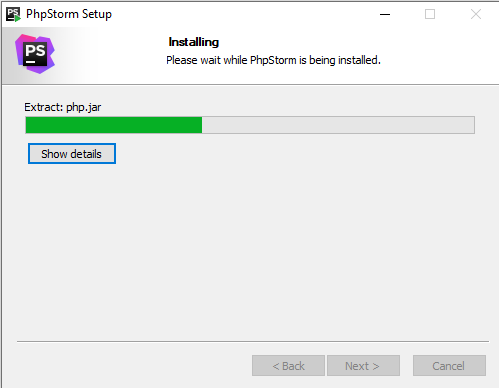 PS PhpStorm Setup
PS
Installing
Please wait while PhpStorm is being installed.
Extract: php.jar
Show details
< Back
Next >
Cancel